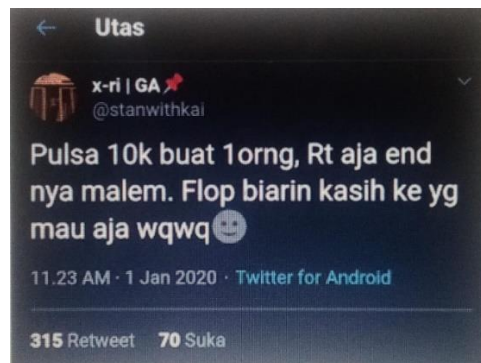 Utas
x-ri | GA📌
@stanwithkai
Pulsa 10k buat 1orng, Rt aja end
nya malem. Flop biarin kasih ke yg
mau aja wqwq🙂
11.23 AM · 1 Jan 2020 · Twitter for Android
315 Retweet 70 Suka